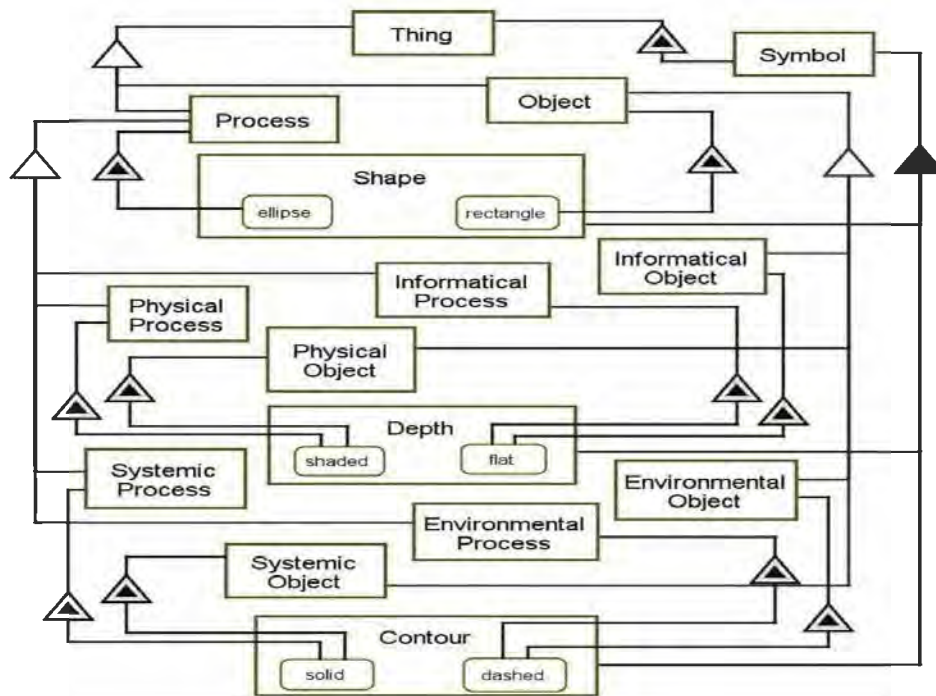 Thing
Symbol
Object
Process
Shape
ellipse
rectangle
Informatical
Object
Informatical
Process
Physical
Process
Physical
Object
Depth
shaded
flat
Systemic
Process
Environmental
Object
Environmental
Process
Systemic
Object
Contour
solid
dashed